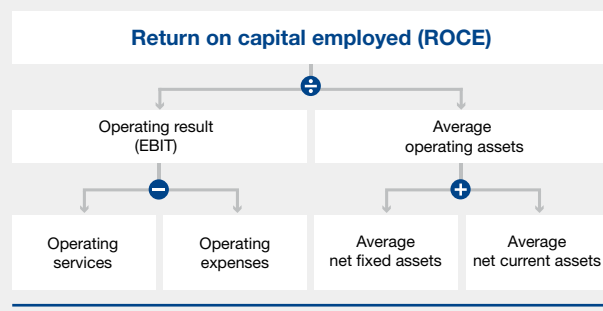 Return on capital employed (ROCE)
÷
Operating result
(EBIT)
Average
operating assets
−
+
Operating
services
Operating
expenses
Average
net fixed assets
Average
net current assets